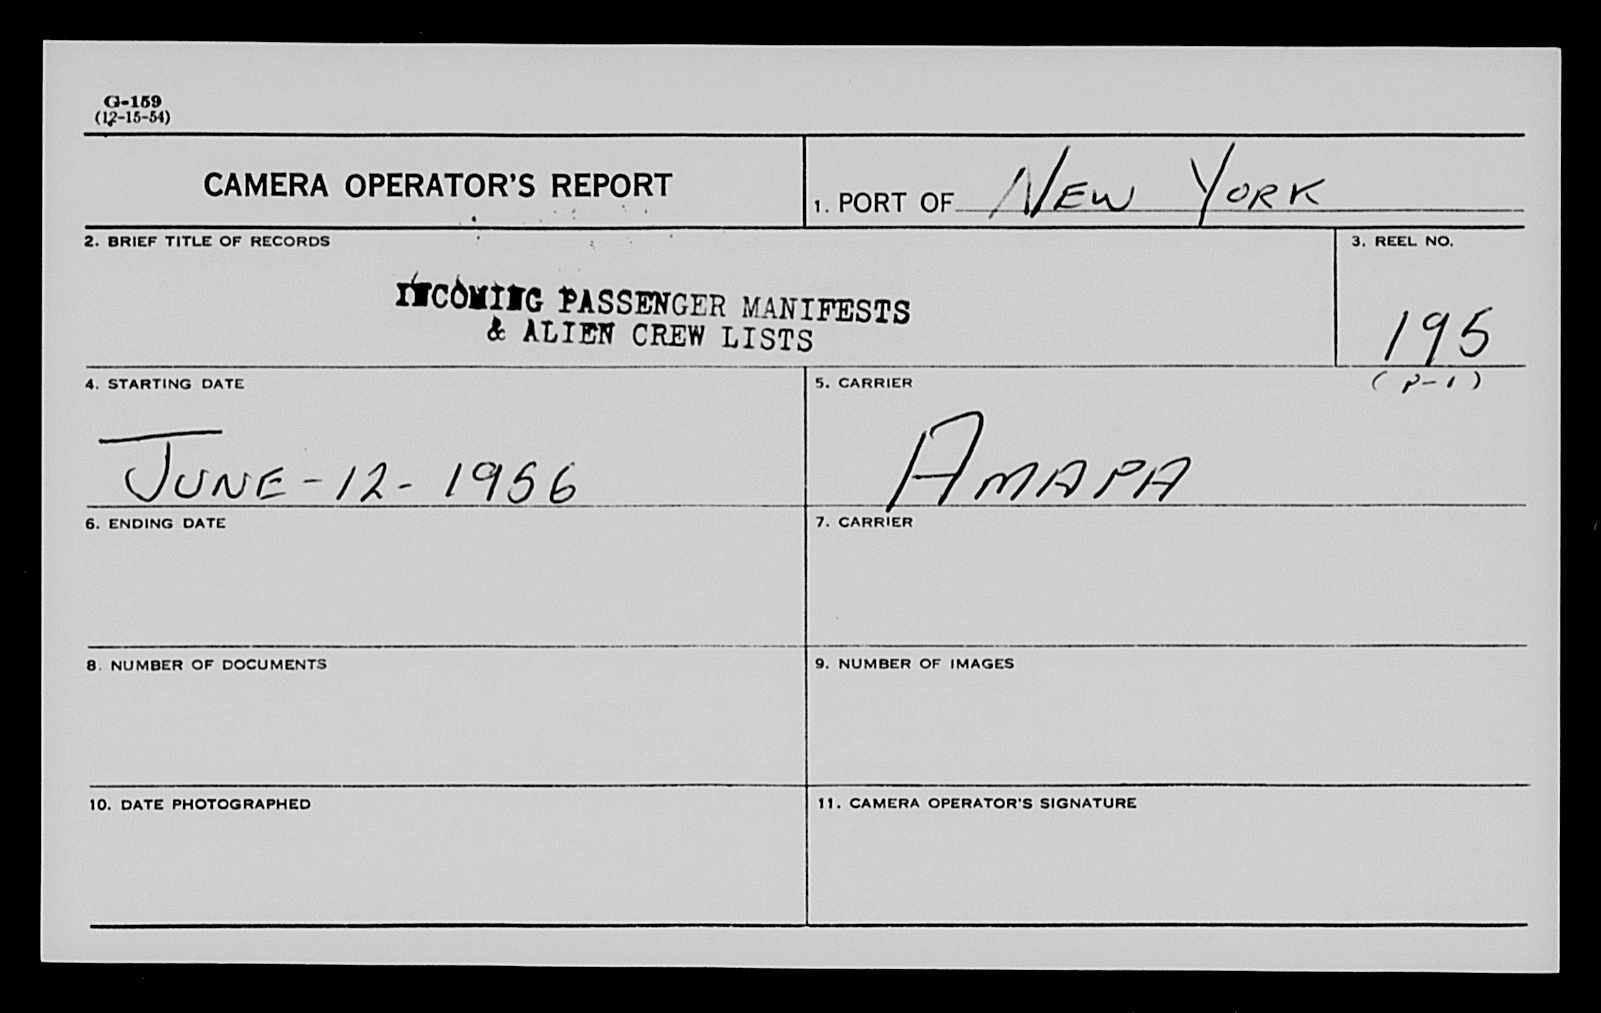 G-159
(12-15-54)
CAMERA OPERATOR'S REPORT
1. PORT OF NEW YORK
2. BRIEF TITLE OF RECORDS
INCOMING PASSENGER MANIFESTS
& ALIEN CREW LISTS
3. REEL NO.
195
(P-1)
4. STARTING DATE
JUNE-12-1956
5. CARRIER
AMAPA
6. ENDING DATE
7. CARRIER
8. NUMBER OF DOCUMENTS
9. NUMBER OF IMAGES
10. DATE PHOTOGRAPHED
11. CAMERA OPERATOR'S SIGNATURE